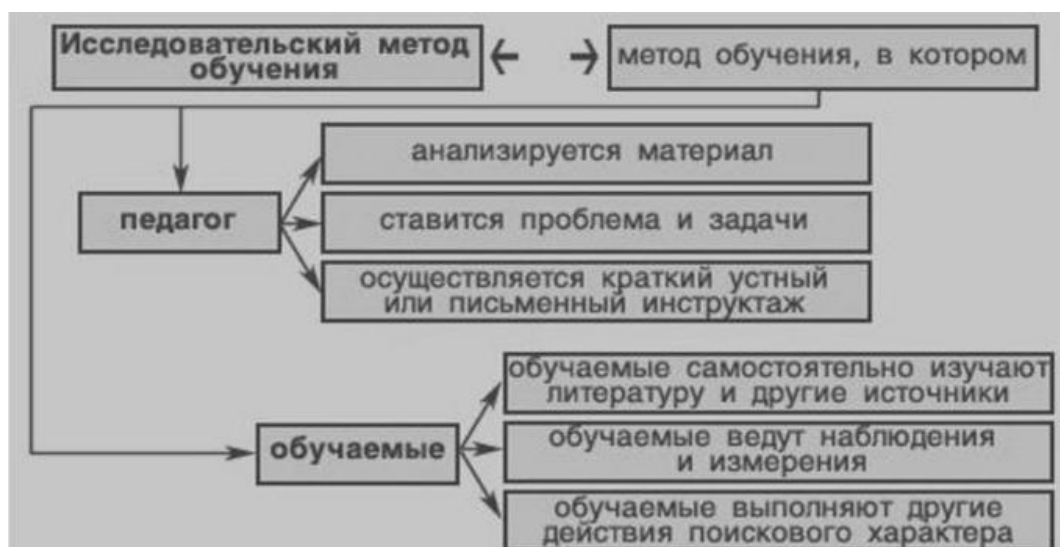 Исследовательский метод
обучения
метод обучения, в котором
анализируется материал
педагог
ставится проблема и задачи
осуществляется краткий устный
или письменный инструктаж
обучаемые самостоятельно изучают
литературу и другие источники
обучаемые
обучаемые ведут наблюдения
и измерения
обучаемые выполняют другие
действия поискового характера